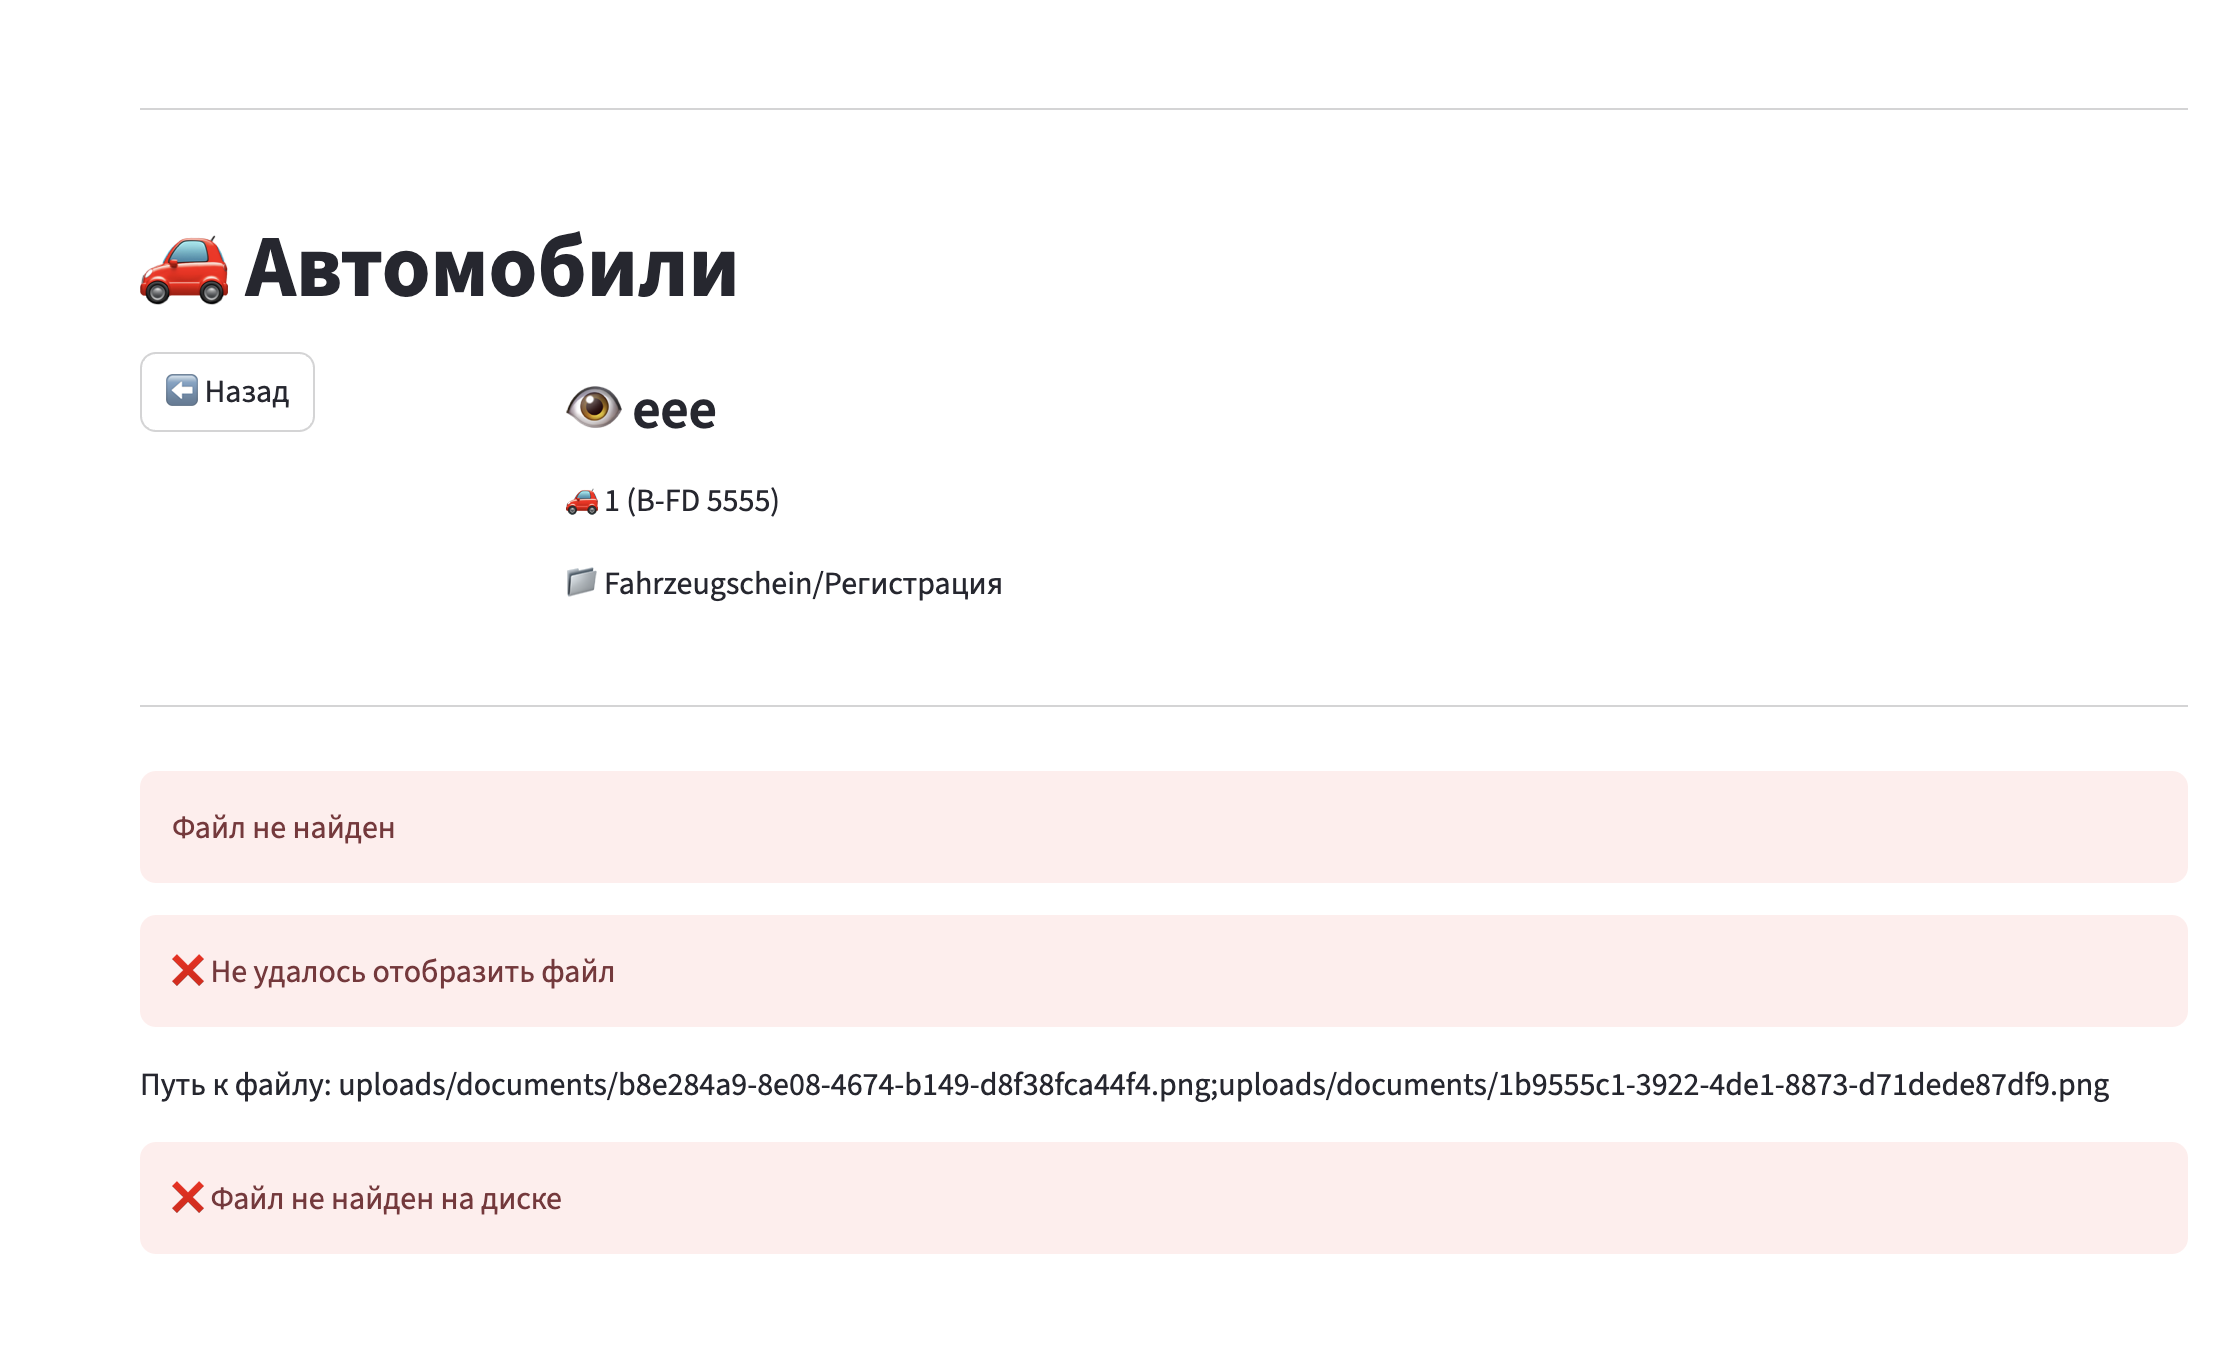 Автомобили
Назад
eee
1 (B-FD 5555)
Fahrzeugschein/Регистрация
Файл не найден
Не удалось отобразить файл
Путь к файлу: uploads/documents/b8e284a9-8e08-4674-b149-d8f38fca44f4.png;uploads/documents/1b9555c1-3922-4de1-8873-d71dede87df9.png
Файл не найден на диске